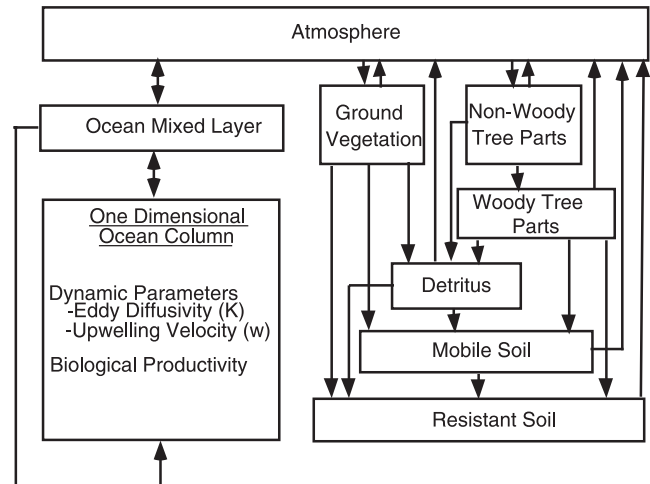 Atmosphere
Ocean Mixed Layer
Ground
Vegetation
Non-Woody
Tree Parts
Woody Tree
Parts
One Dimensional
Ocean Column
Dynamic Parameters
-Eddy Diffusivity (K)
-Upwelling Velocity (w)
Biological Productivity
Detritus
Mobile Soil
Resistant Soil